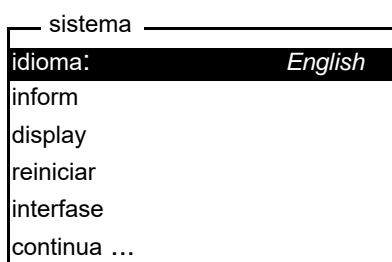 sistema
idioma: English
inform
display
reiniciar
interfase
continua ...